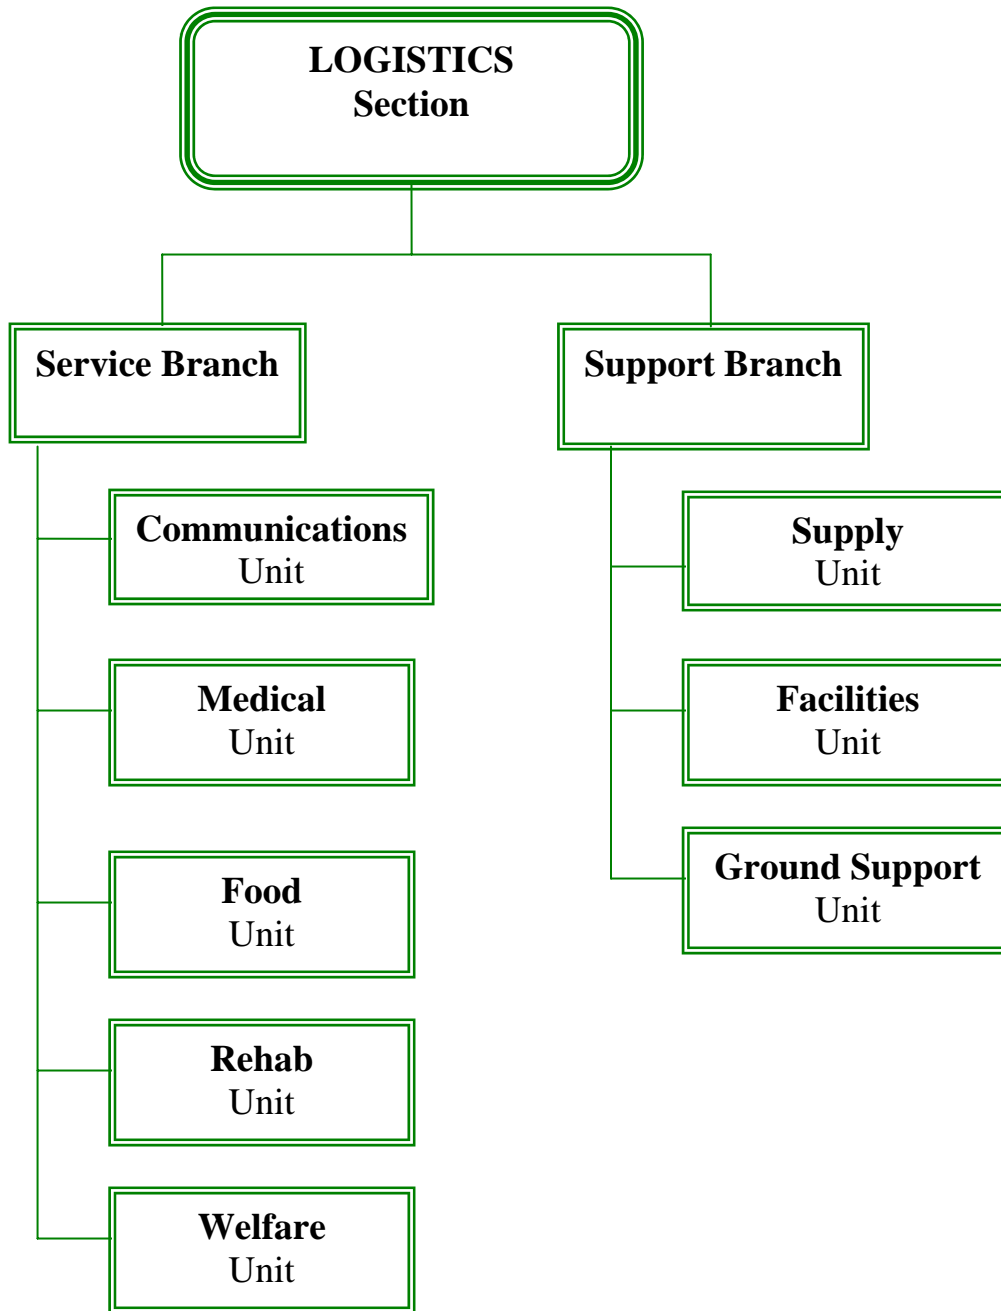 LOGISTICS
Section
Service Branch
Support Branch
Communications
Unit
Supply
Unit
Medical
Unit
Facilities
Unit
Food
Unit
Ground Support
Unit
Rehab
Unit
Welfare
Unit